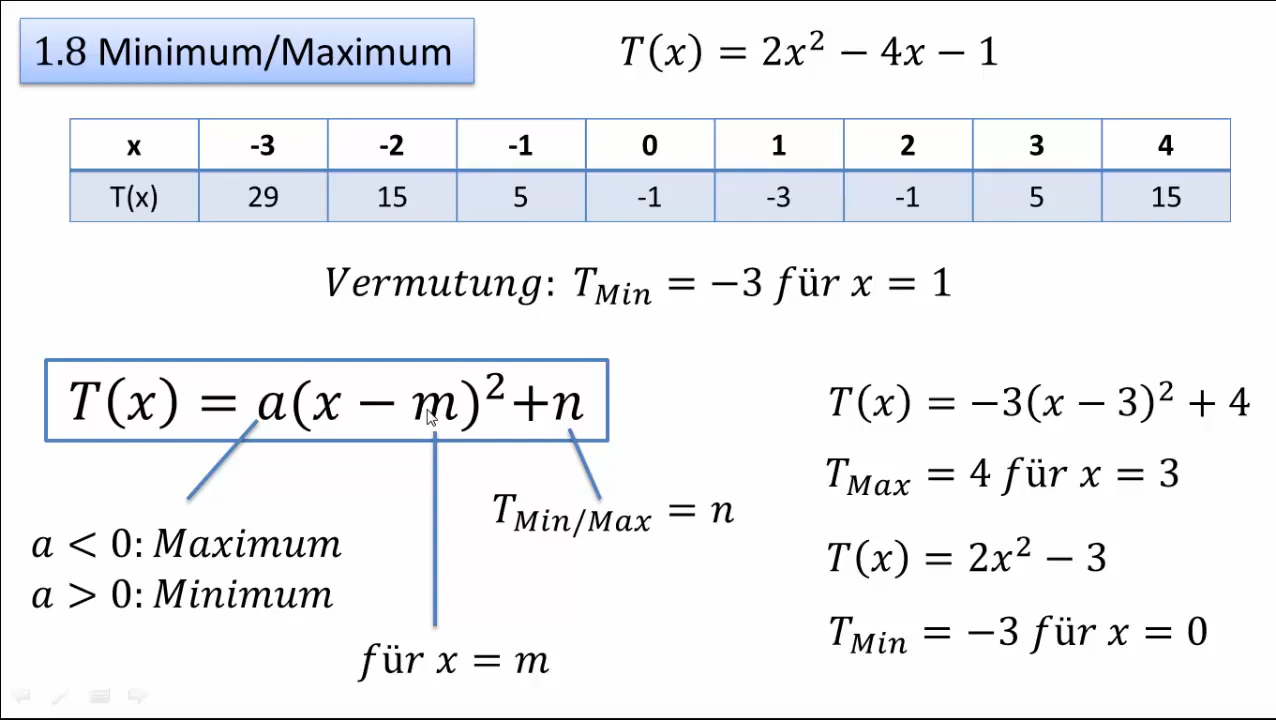 1.8 Minimum/Maximum
T(x) = 2x² − 4x − 1
x -3 -2 -1 0 1 2 3 4
T(x) 29 15 5 -1 -3 -1 5 15
Vermutung: T_Min = −3 für x = 1
T(x) = a(x − m)²+n
a < 0: Maximum
a > 0: Minimum
für x = m
T_Min/Max = n
T(x) = −3(x − 3)² + 4
T_Max = 4 für x = 3
T(x) = 2x² − 3
T_Min = −3 für x = 0